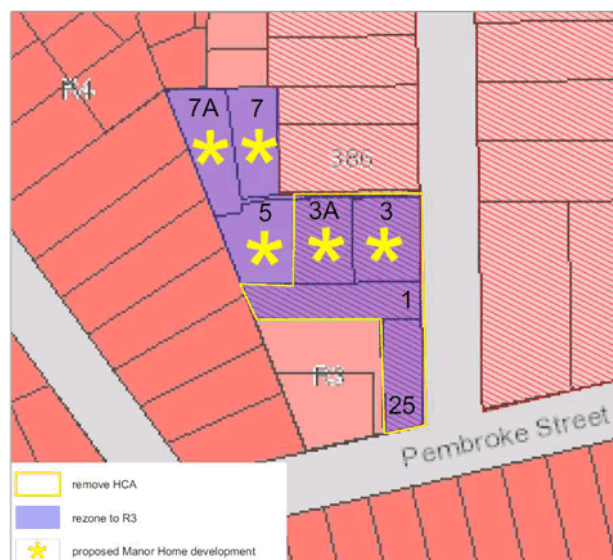 R4
7A 7
386
5 3A 3
1
R3
25
Pembroke Street
remove HCA
rezone to R3
proposed Manor Home development